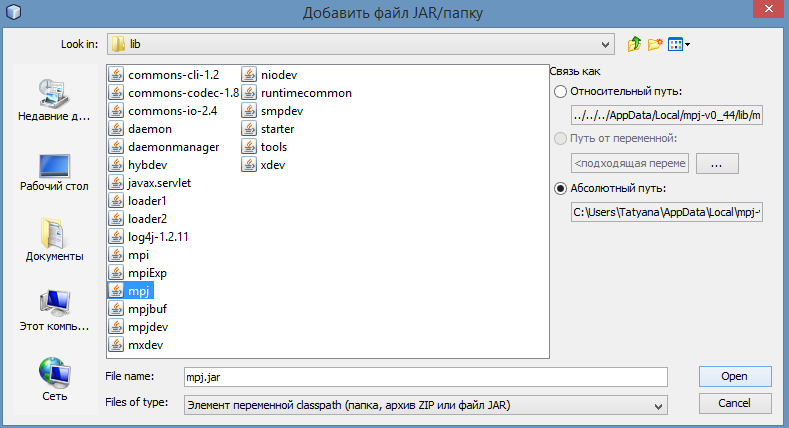 Добавить файл JAR/папку
Look in:
lib
Недавние д...
Рабочий стол
Документы
Этот компь...
Сеть
commons-cli-1.2
commons-codec-1.8
commons-io-2.4
daemon
daemonmanager
hybdev
javax.servlet
loader1
loader2
log4j-1.2.11
mpi
mpiExp
mpj
mpjbuf
mpjdev
mxdev
niodev
runtimecommon
smpdev
starter
tools
xdev
Связь как
Относительный путь:
../../../AppData/Local/mpj-v0_44/lib/m
Путь от переменной:
<подходящая переме
...
Абсолютный путь:
C:\Users\Tatyana\AppData\Local\mpj-
File name:
mpj.jar
Open
Files of type:
Элемент переменной classpath (папка, архив ZIP или файл JAR)
Cancel